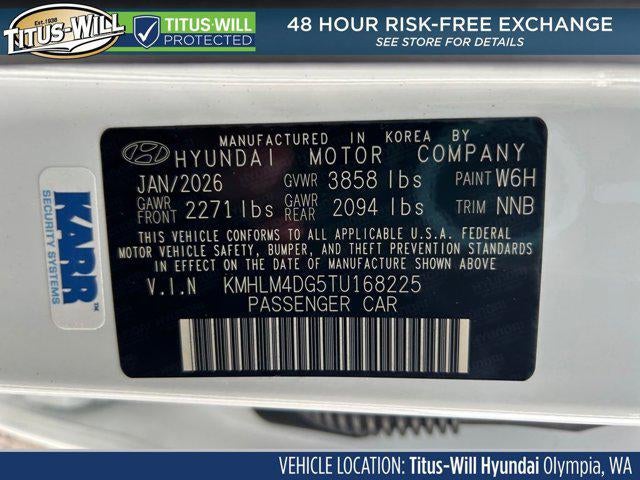 Est. 1938
TITUS-WILL
TITUS-WILL
PROTECTED
48 HOUR RISK-FREE EXCHANGE
SEE STORE FOR DETAILS
MANUFACTURED IN KOREA BY
HYUNDAI MOTOR COMPANY
JAN/2026 GVWR 3858 lbs PAINT W6H
GAWR FRONT 2271 lbs GAWR REAR 2094 lbs TRIM NNB
THIS VEHICLE CONFORMS TO ALL APPLICABLE U.S.A. FEDERAL
MOTOR VEHICLE SAFETY, BUMPER, AND THEFT PREVENTION STANDARDS
IN EFFECT ON THE DATE OF MANUFACTURE SHOWN ABOVE
V.I.N KMHLM4DG5TU168225
PASSENGER CAR
KARR™
SECURITY SYSTEMS
VEHICLE LOCATION: Titus-Will Hyundai Olympia, WA